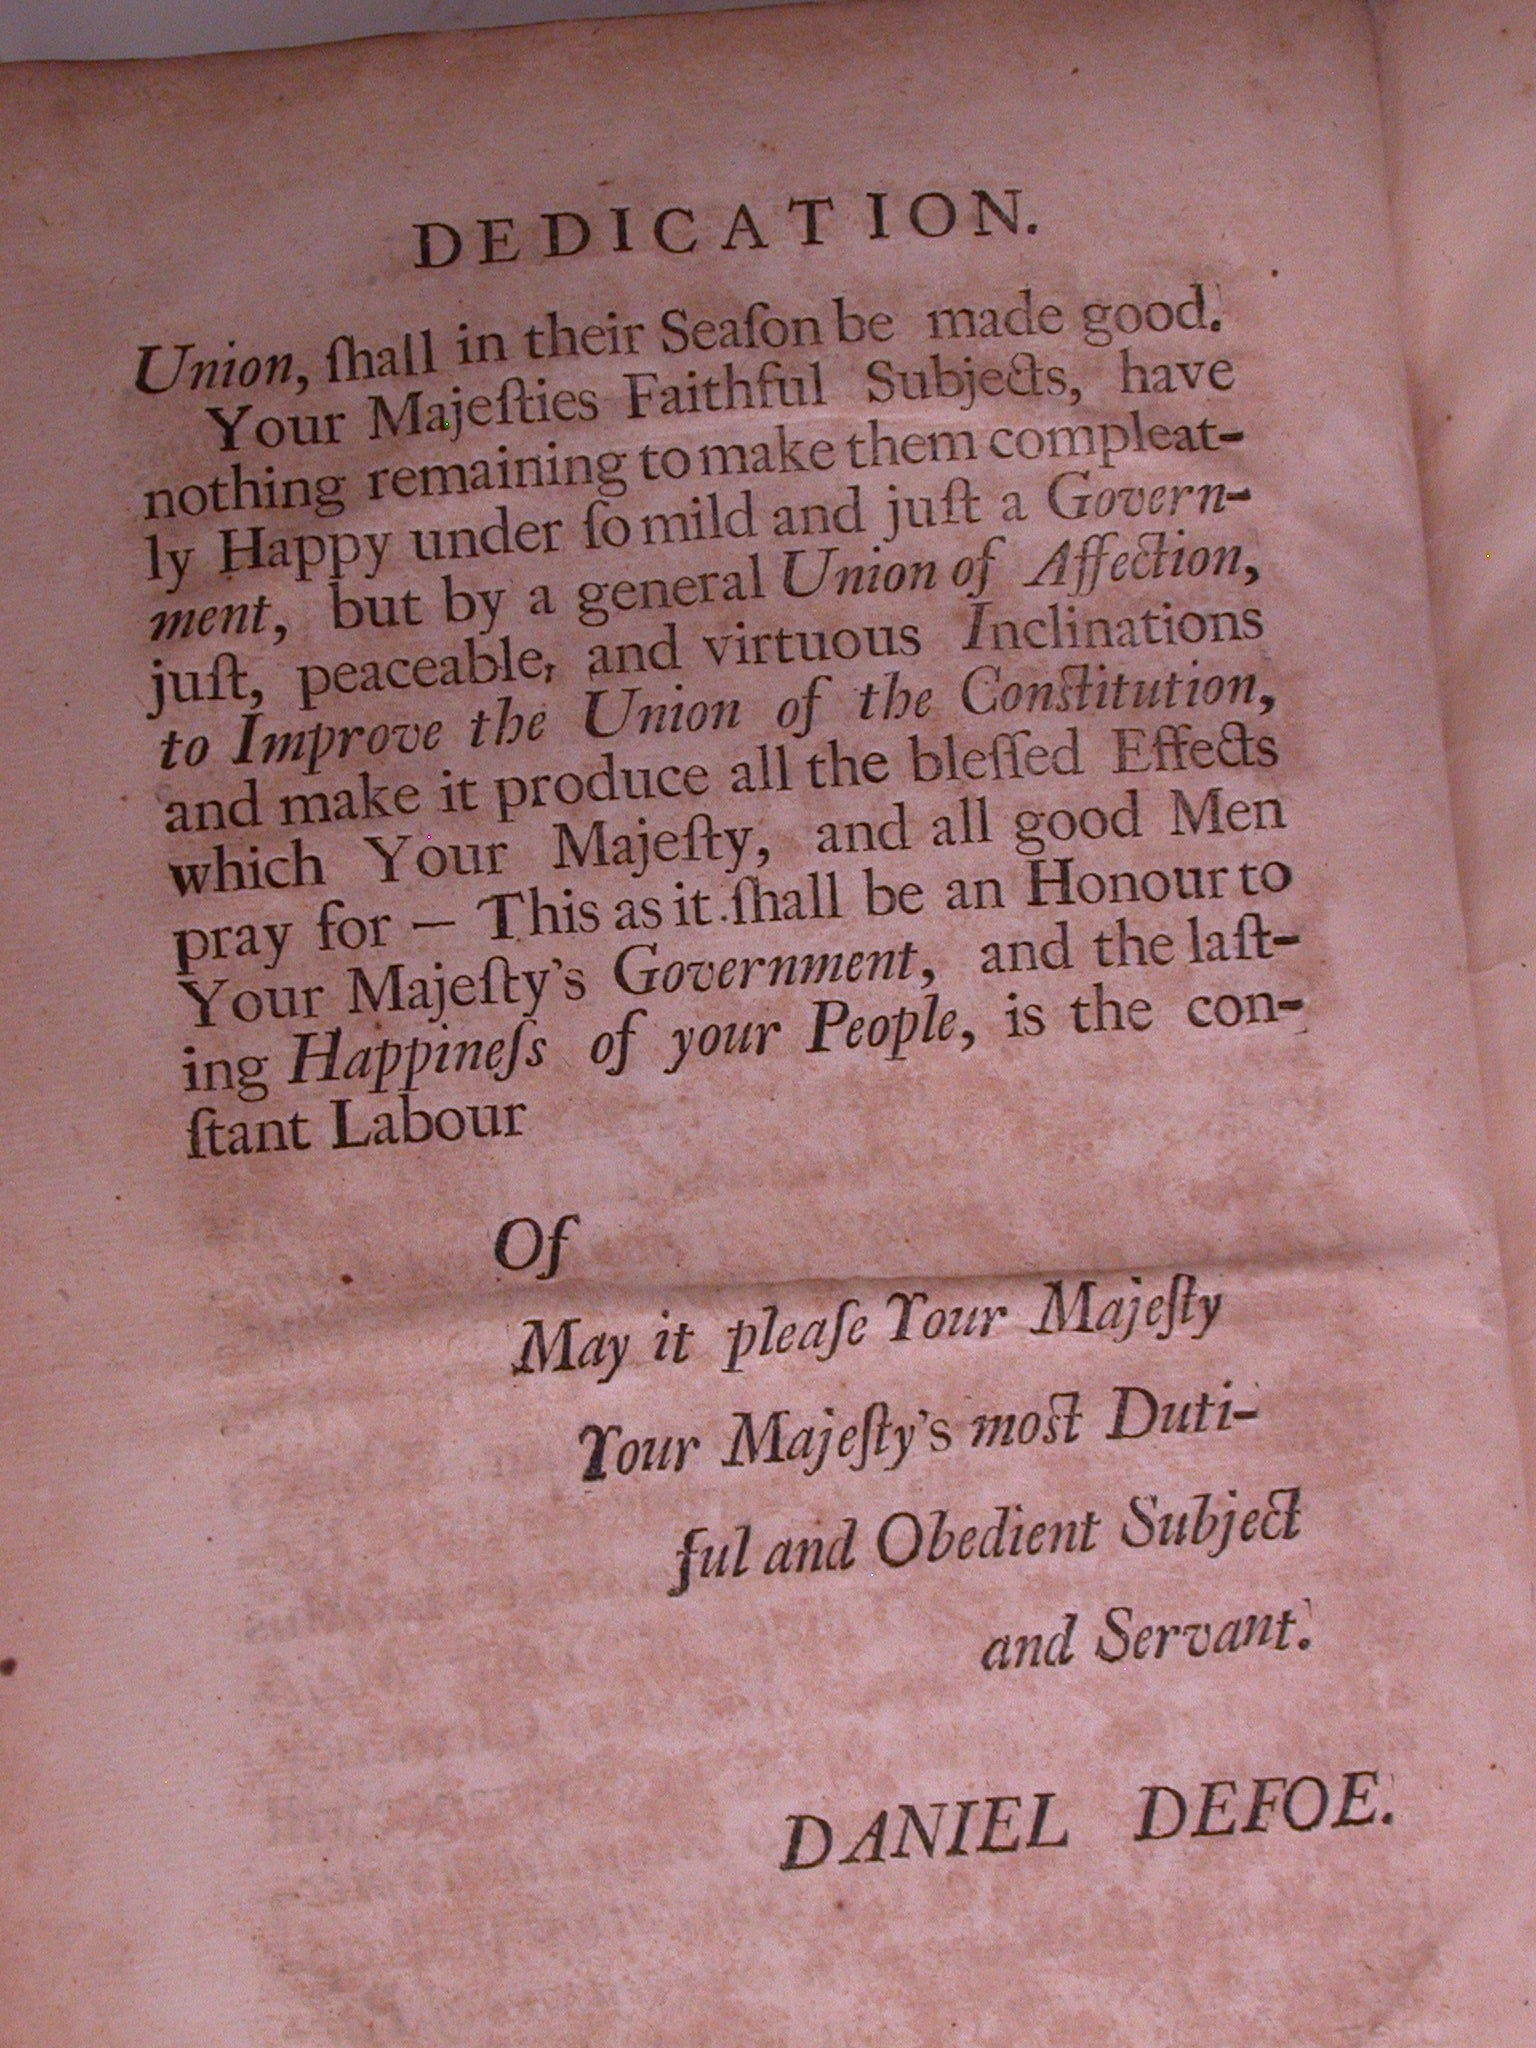 DEDICATION.
Union, ſhall in their Seaſon be made good.
Your Majeſties Faithful Subjects, have
nothing remaining to make them compleat-
ly Happy under ſo mild and juſt a Govern-
ment, but by a general Union of Affection,
juſt, peaceable, and virtuous Inclinations
to Improve the Union of the Constitution,
and make it produce all the bleſſed Effects
which Your Majeſty, and all good Men
pray for — This as it ſhall be an Honour to
Your Majeſty's Government, and the laſt-
ing Happineſs of your People, is the con-
ſtant Labour
Of
May it pleaſe Your Majeſty
Your Majeſty's most Duti-
ful and Obedient Subject
and Servant.
DANIEL DEFOE.